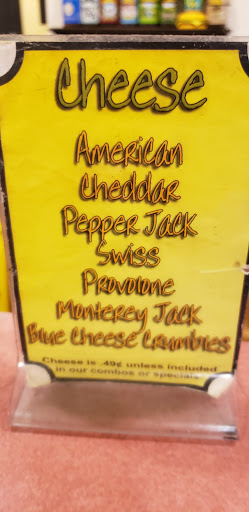 Cheese
American
Cheddar
Pepper Jack
Swiss
Provolone
Monterey Jack
Blue Cheese Crumbles
Cheese is .49¢ unless included
in our combos or specials.